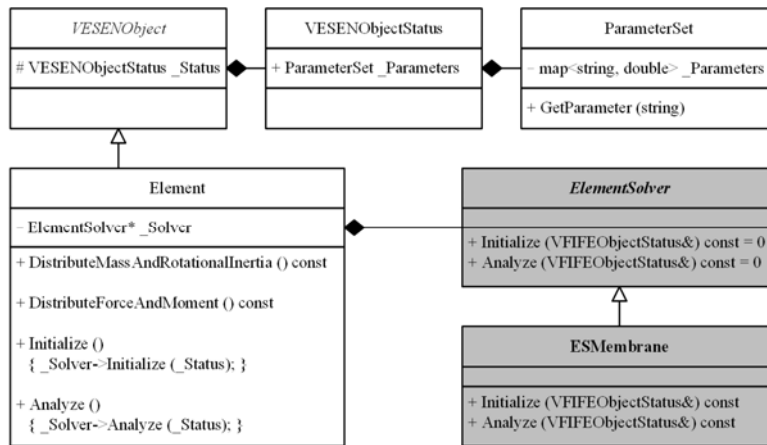 VESENObject
# VESENObjectStatus _Status
VESENObjectStatus
+ ParameterSet _Parameters
ParameterSet
- map<string, double> _Parameters
+ GetParameter (string)
Element
- ElementSolver* _Solver
+ DistributeMassAndRotationalInertia () const
+ DistributeForceAndMoment () const
+ Initialize ()
{ _Solver->Initialize (_Status); }
+ Analyze ()
{ _Solver->Analyze (_Status); }
ElementSolver
+ Initialize (VFIFEObjectStatus&) const = 0
+ Analyze (VFIFEObjectStatus&) const = 0
ESMembrane
+ Initialize (VFIFEObjectStatus&) const
+ Analyze (VFIFEObjectStatus&) const